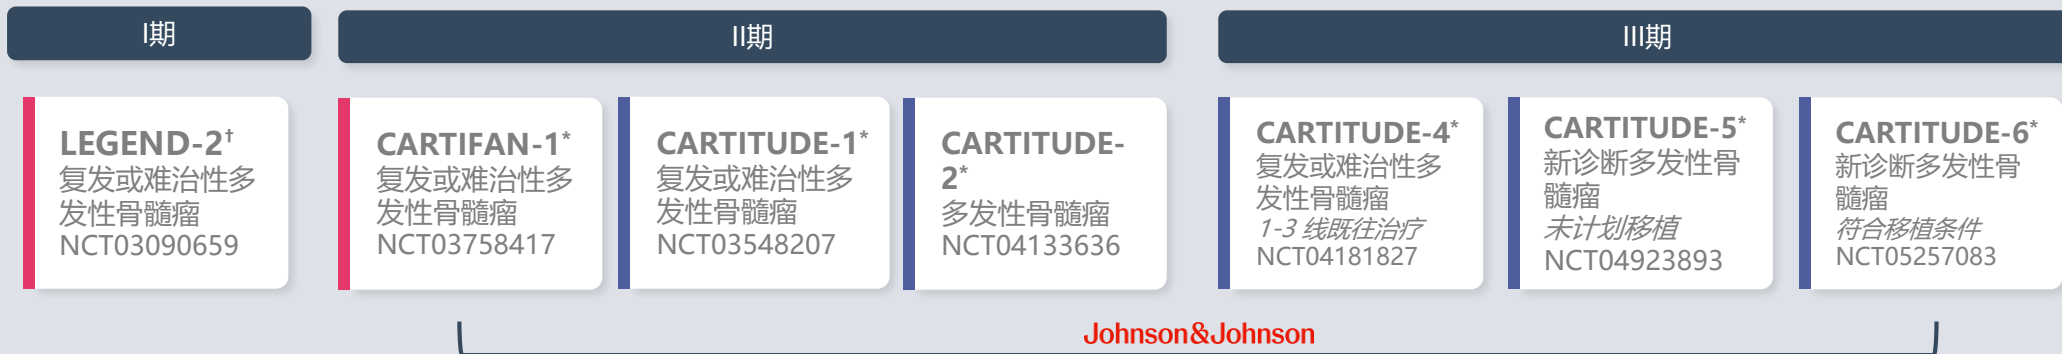 I期
II期
III期
LEGEND-2†
复发或难治性多
发性骨髓瘤
NCT03090659
CARTIFAN-1*
复发或难治性多
发性骨髓瘤
NCT03758417
CARTITUDE-1*
复发或难治性多
发性骨髓瘤
NCT03548207
CARTITUDE-
2*
多发性骨髓瘤
NCT04133636
CARTITUDE-4*
复发或难治性多
发性骨髓瘤
1-3 线既往治疗
NCT04181827
CARTITUDE-5*
新诊断多发性骨
髓瘤
未计划移植
NCT04923893
CARTITUDE-6*
新诊断多发性骨
髓瘤
符合移植条件
NCT05257083
Johnson&Johnson